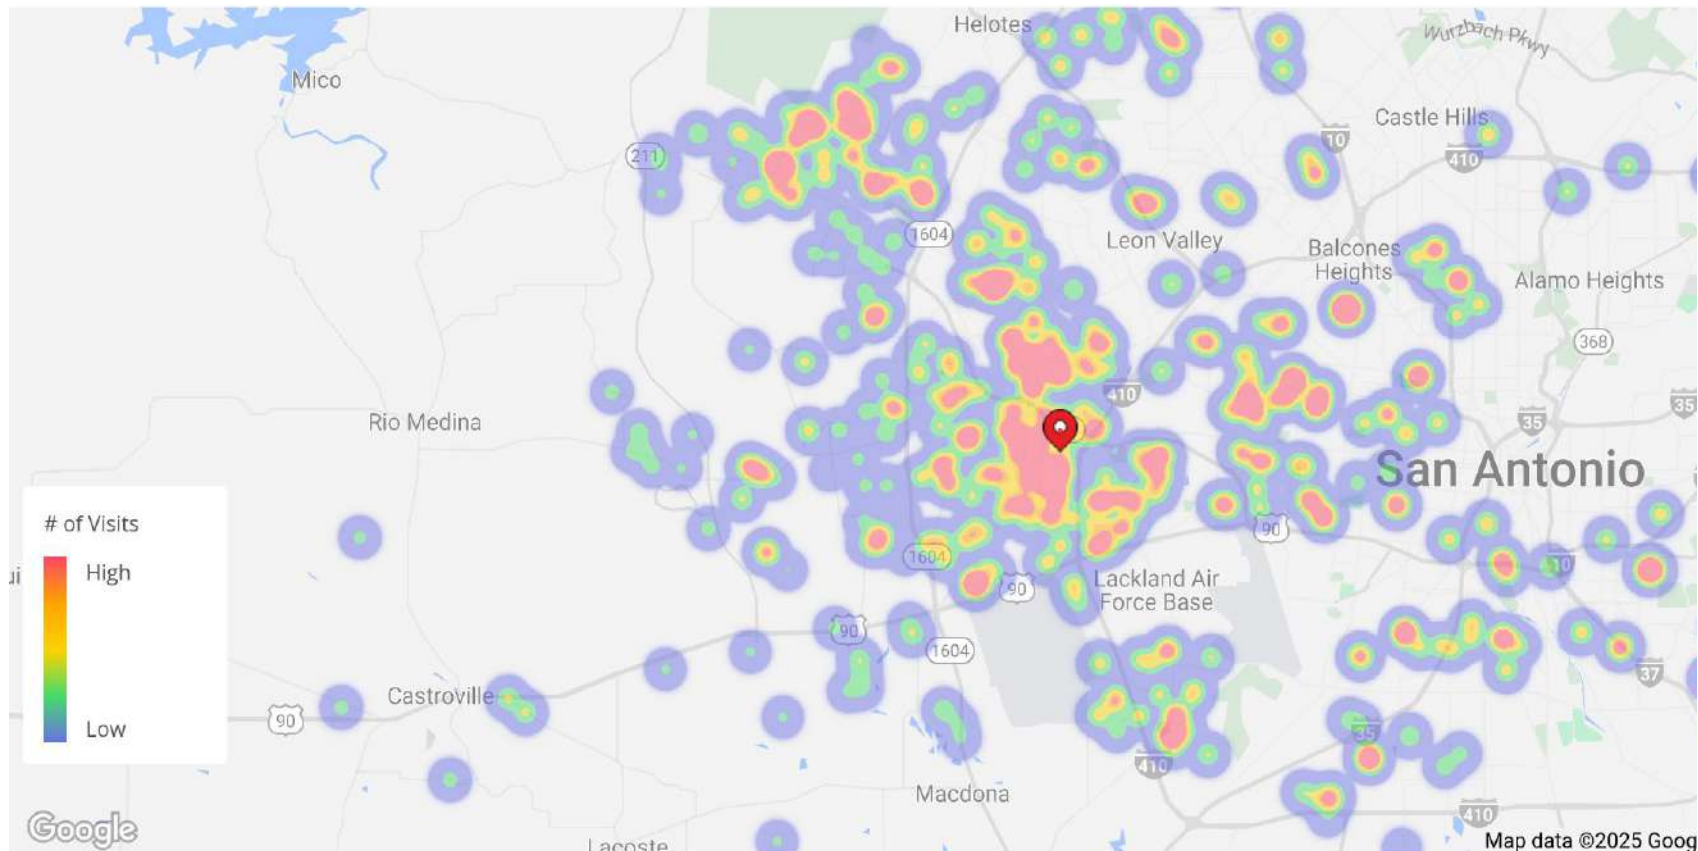 Helotes
Wurzbach Pkwy
Mico
Castle Hills
10
410
211
1604
Leon Valley
Balcones
Heights
Alamo Heights
368
410
35
35
Rio Medina
San Antonio
# of Visits
High
Low
90
1604
10
90
Lackland Air
Force Base
90
1604
37
Castroville
90
35
410
Macdona
410
Google
Lacoste
Map data ©2025 Goog